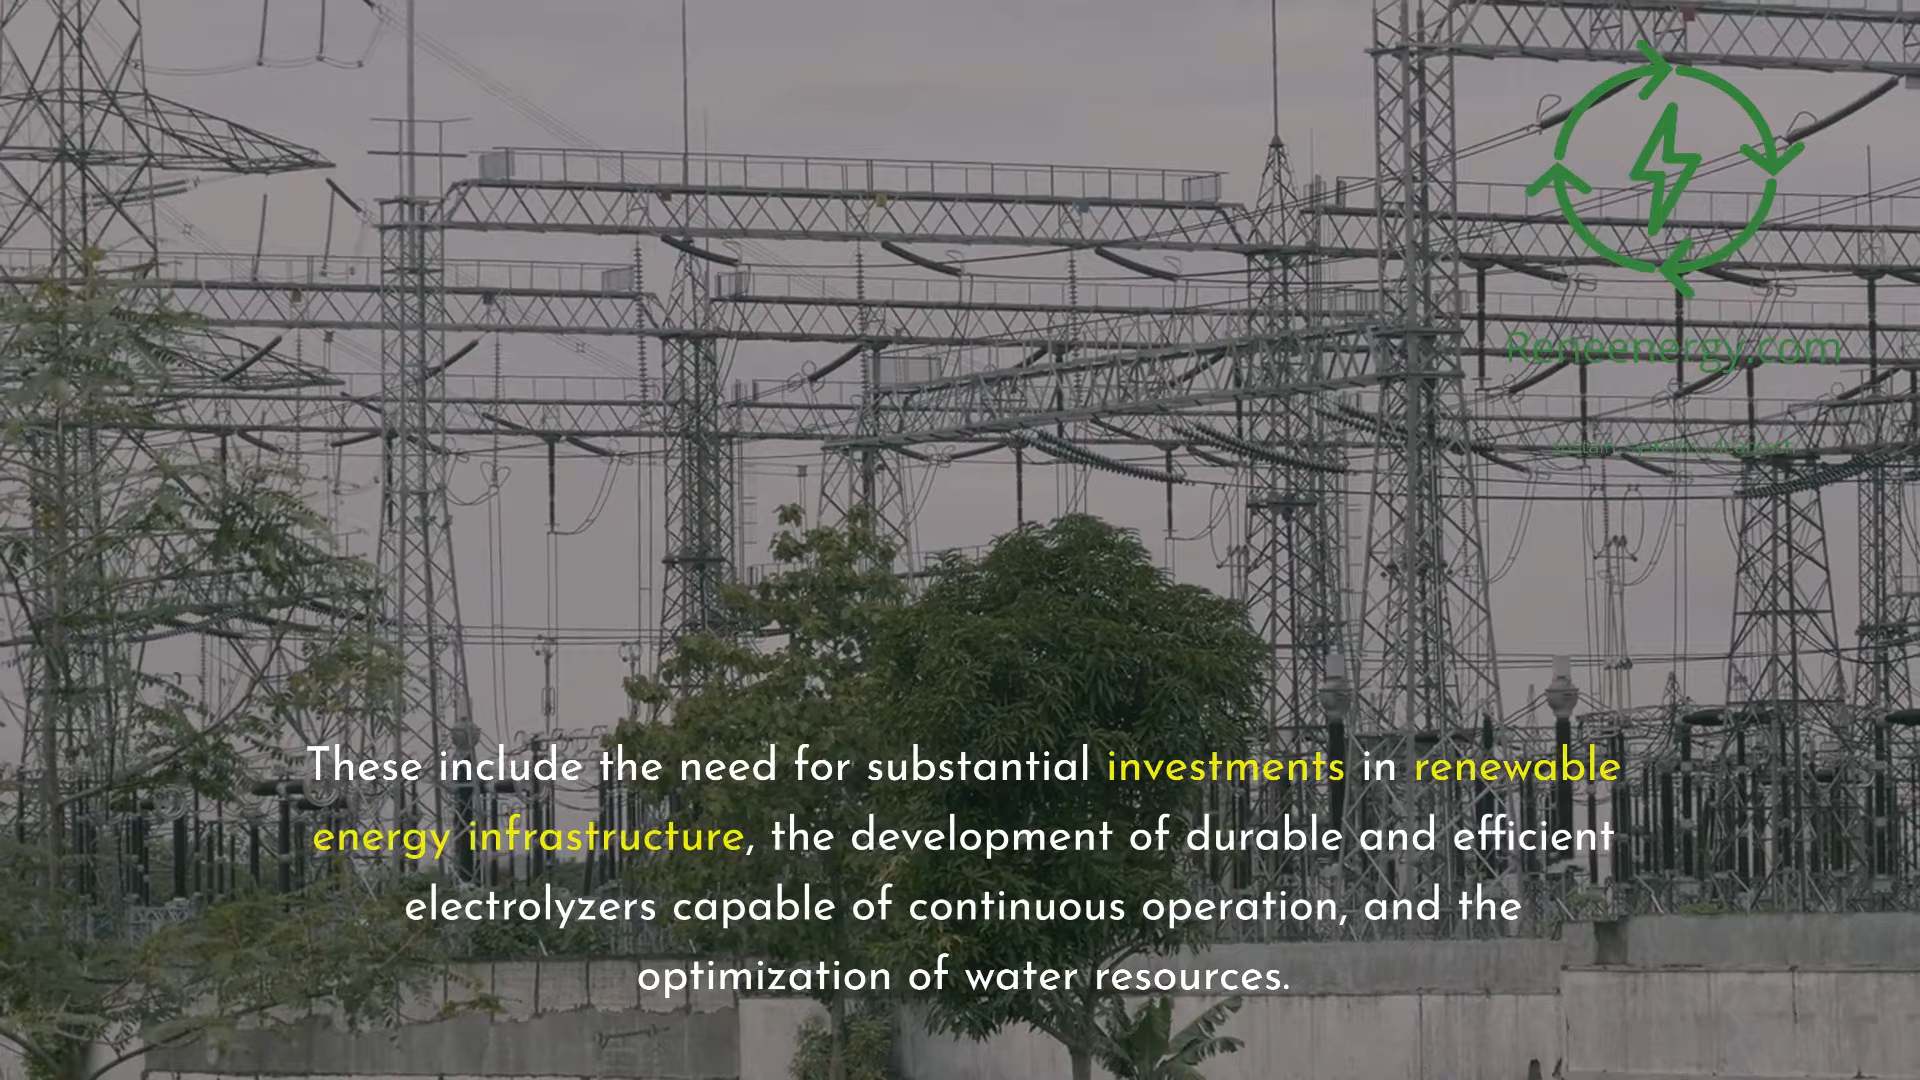 Reneenergy.com
These include the need for substantial investments in renewable
energy infrastructure, the development of durable and efficient
electrolyzers capable of continuous operation, and the
optimization of water resources.